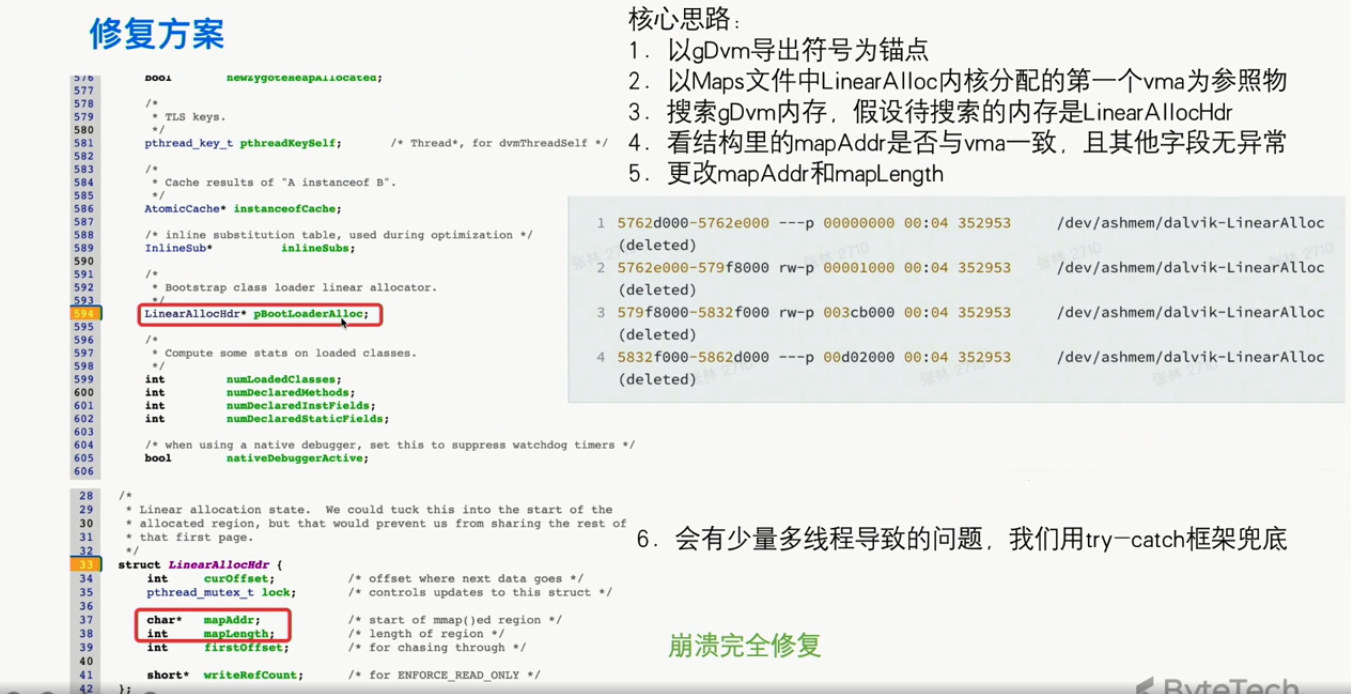 修复方案
576 bool newZygoteHeapAllocated;
577
578 /*
579 * TLS keys.
580 */
581 pthread_key_t pthreadKeySelf; /* Thread*, for dvmThreadSelf */
582
583 /*
584 * Cache results of "A instanceof B".
585 */
586 AtomicCache* instanceofCache;
587
588 /* inline substitution table, used during optimization */
589 InlineSub* inlineSubs;
590
591 /*
592 * Bootstrap class loader linear allocator.
593 */
594 LinearAllocHdr* pBootLoaderAlloc;
595
596 /*
597 * Compute some stats on loaded classes.
598 */
599 int numLoadedClasses;
600 int numDeclaredMethods;
601 int numDeclaredInstFields;
602 int numDeclaredStaticFields;
603
604 /* when using a native debugger, set this to suppress watchdog timers */
605 bool nativeDebuggerActive;
606
28 /*
29 * Linear allocation state. We could tuck this into the start of the
30 * allocated region, but that would prevent us from sharing the rest of
31 * that first page.
32 */
33 struct LinearAllocHdr {
34 int curOffset; /* offset where next data goes */
35 pthread_mutex_t lock; /* controls updates to this struct */
36
37 char* mapAddr; /* start of mmap()ed region */
38 int mapLength; /* length of region */
39 int firstOffset; /* for chasing through */
40
41 short* writeRefCount; /* for ENFORCE_READ_ONLY */
42 };
核心思路：
1. 以gDvm导出符号为锚点
2. 以Maps文件中LinearAlloc内核分配的第一个vma为参照物
3. 搜索gDvm内存，假设待搜索的内存是LinearAllocHdr
4. 看结构里的mapAddr是否与vma一致，且其他字段无异常
5. 更改mapAddr和mapLength
1 5762d000-5762e000 ---p 00000000 00:04 352953 /dev/ashmem/dalvik-LinearAlloc
(deleted)
2 5762e000-579f8000 rw-p 00001000 00:04 352953 /dev/ashmem/dalvik-LinearAlloc
(deleted)
3 579f8000-5832f000 rw-p 003cb000 00:04 352953 /dev/ashmem/dalvik-LinearAlloc
(deleted)
4 5832f000-5862d000 ---p 00d02000 00:04 352953 /dev/ashmem/dalvik-LinearAlloc
(deleted)
张林 2710
张林 2710
张林 2710
张林 2710
张林 2710
张林 2710
6. 会有少量多线程导致的问题，我们用try-catch框架兜底
崩溃完全修复
ByteTech